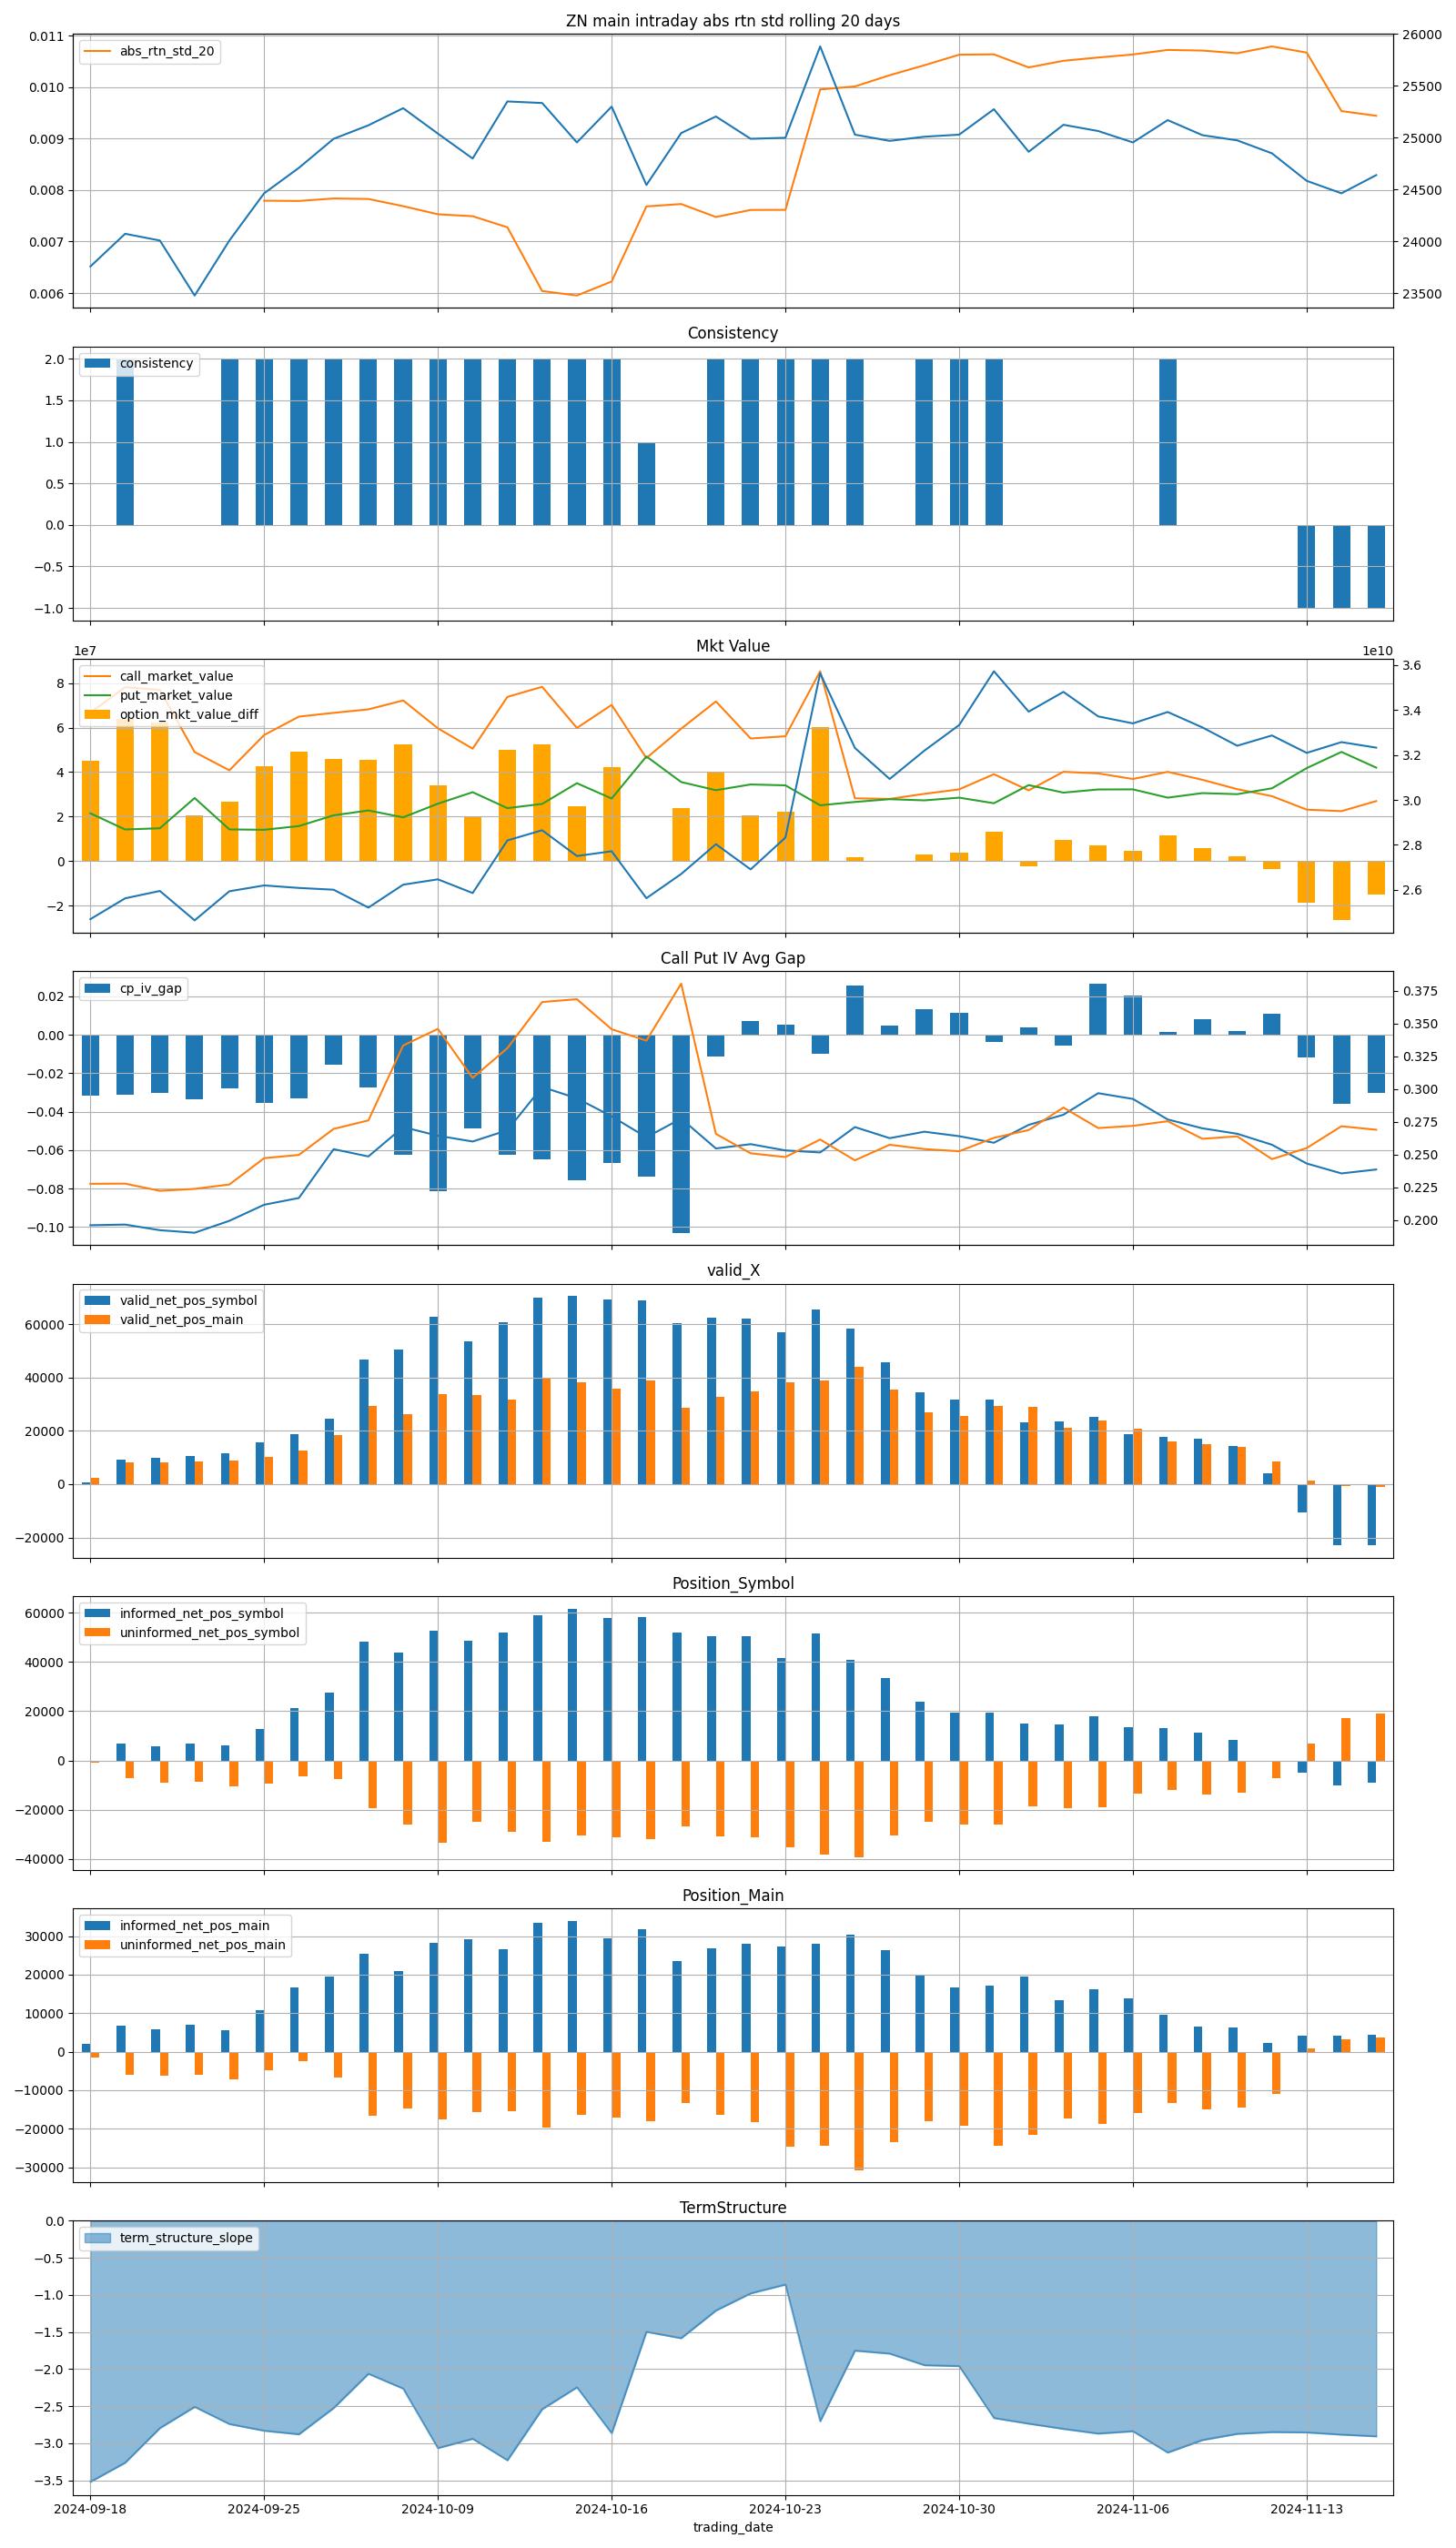 ZN main intraday abs rtn std rolling 20 days
abs_rtn_std_20
0.011
0.010
0.009
0.008
0.007
0.006
26000
25500
25000
24500
24000
23500
Consistency
consistency
2.0
1.5
1.0
0.5
0.0
−0.5
−1.0
Mkt Value
1e7
1e10
call_market_value
put_market_value
option_mkt_value_diff
8
6
4
2
0
−2
3.6
3.4
3.2
3.0
2.8
2.6
Call Put IV Avg Gap
cp_iv_gap
0.02
0.00
−0.02
−0.04
−0.06
−0.08
−0.10
0.375
0.350
0.325
0.300
0.275
0.250
0.225
0.200
valid_X
valid_net_pos_symbol
valid_net_pos_main
60000
40000
20000
0
−20000
Position_Symbol
informed_net_pos_symbol
uninformed_net_pos_symbol
60000
40000
20000
0
−20000
−40000
Position_Main
informed_net_pos_main
uninformed_net_pos_main
30000
20000
10000
0
−10000
−20000
−30000
TermStructure
term_structure_slope
0.0
−0.5
−1.0
−1.5
−2.0
−2.5
−3.0
−3.5
2024-09-18 2024-09-25 2024-10-09 2024-10-16 2024-10-23 2024-10-30 2024-11-06 2024-11-13
trading_date